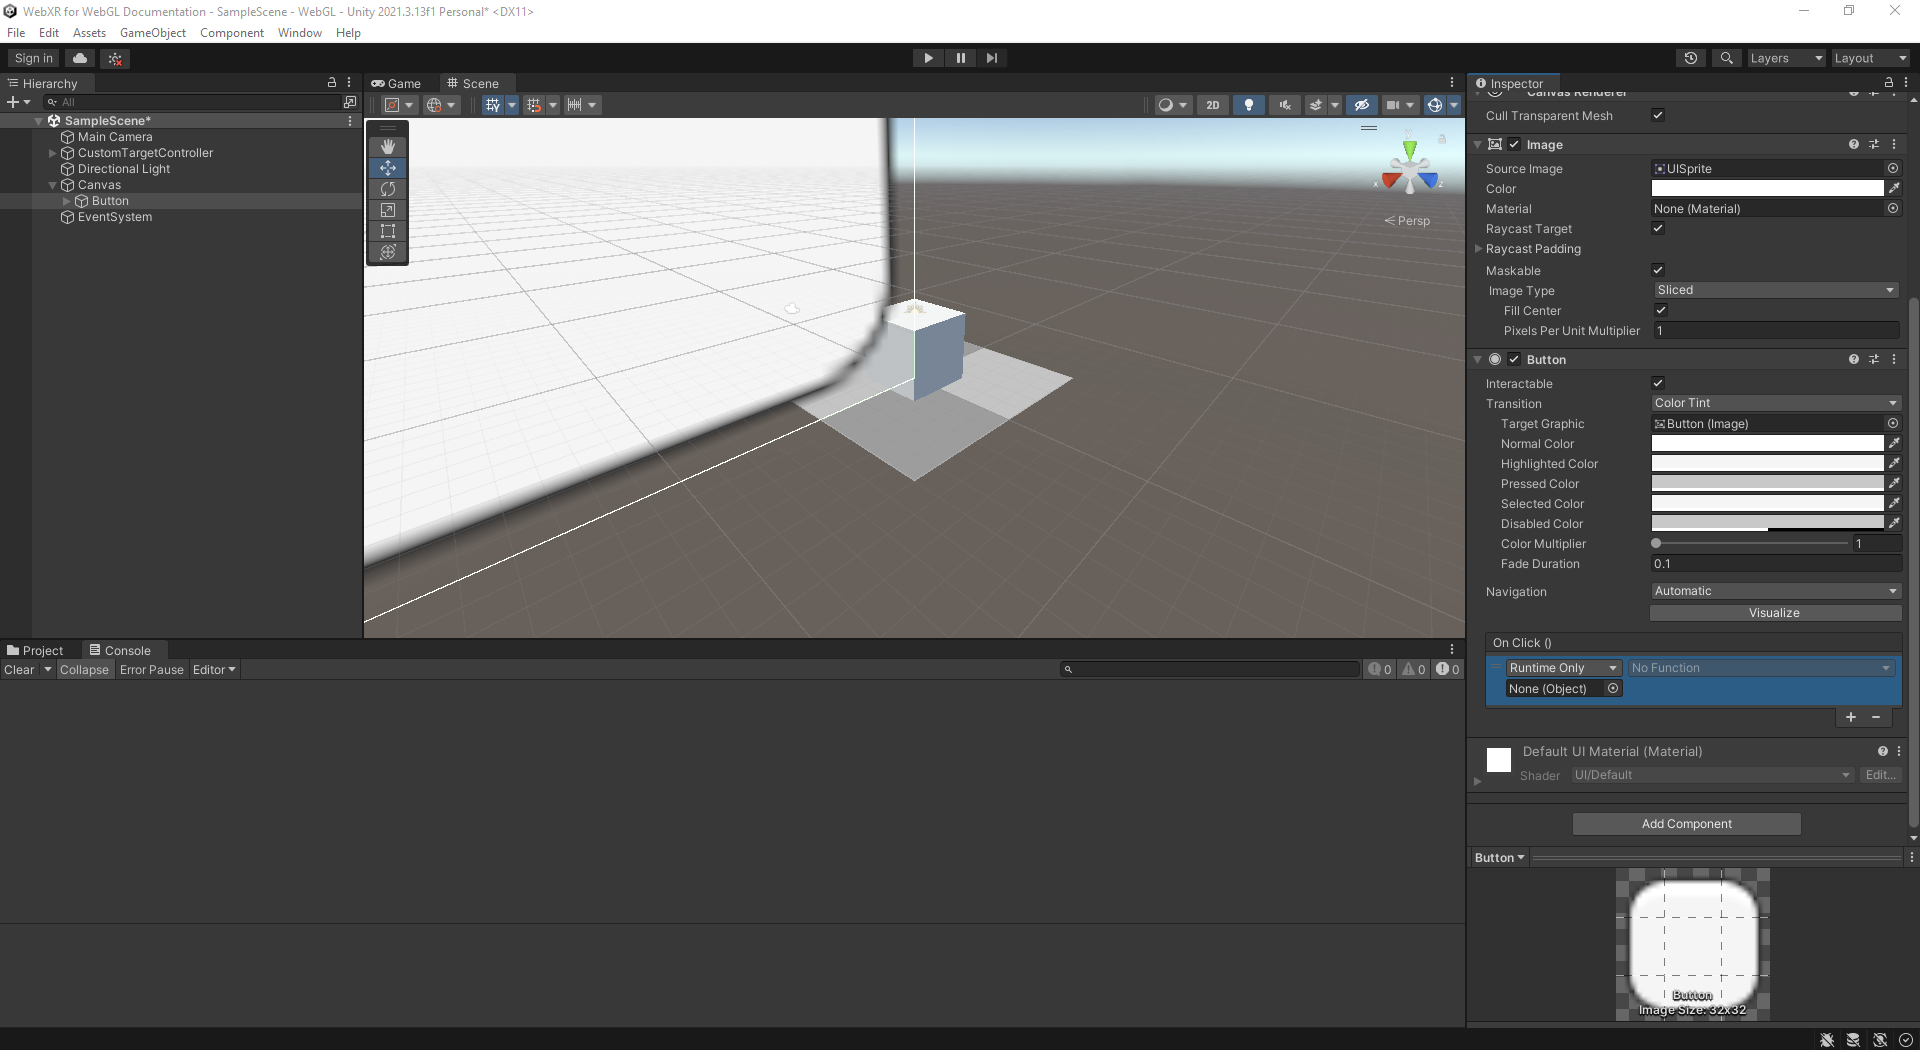 WebXR for WebGL Documentation - SampleScene - WebGL - Unity 2021.3.13f1 Personal* <DX11>
File Edit Assets GameObject Component Window Help
Sign in
Layers
Layout
Hierarchy
All
SampleScene*
Main Camera
CustomTargetController
Directional Light
Canvas
Button
EventSystem
Game
Scene
2D
y
x
z
Persp
Project
Console
Clear
Collapse
Error Pause
Editor
0
0
0
Inspector
Canvas Renderer
Cull Transparent Mesh
Image
Source Image
UISprite
Color
Material
None (Material)
Raycast Target
Raycast Padding
Maskable
Image Type
Sliced
Fill Center
Pixels Per Unit Multiplier
1
Button
Interactable
Transition
Color Tint
Target Graphic
Button (Image)
Normal Color
Highlighted Color
Pressed Color
Selected Color
Disabled Color
Color Multiplier
1
Fade Duration
0.1
Navigation
Automatic
Visualize
On Click ()
Runtime Only
No Function
None (Object)
Default UI Material (Material)
Shader
UI/Default
Edit...
Add Component
Button
Button
Image Size: 32x32